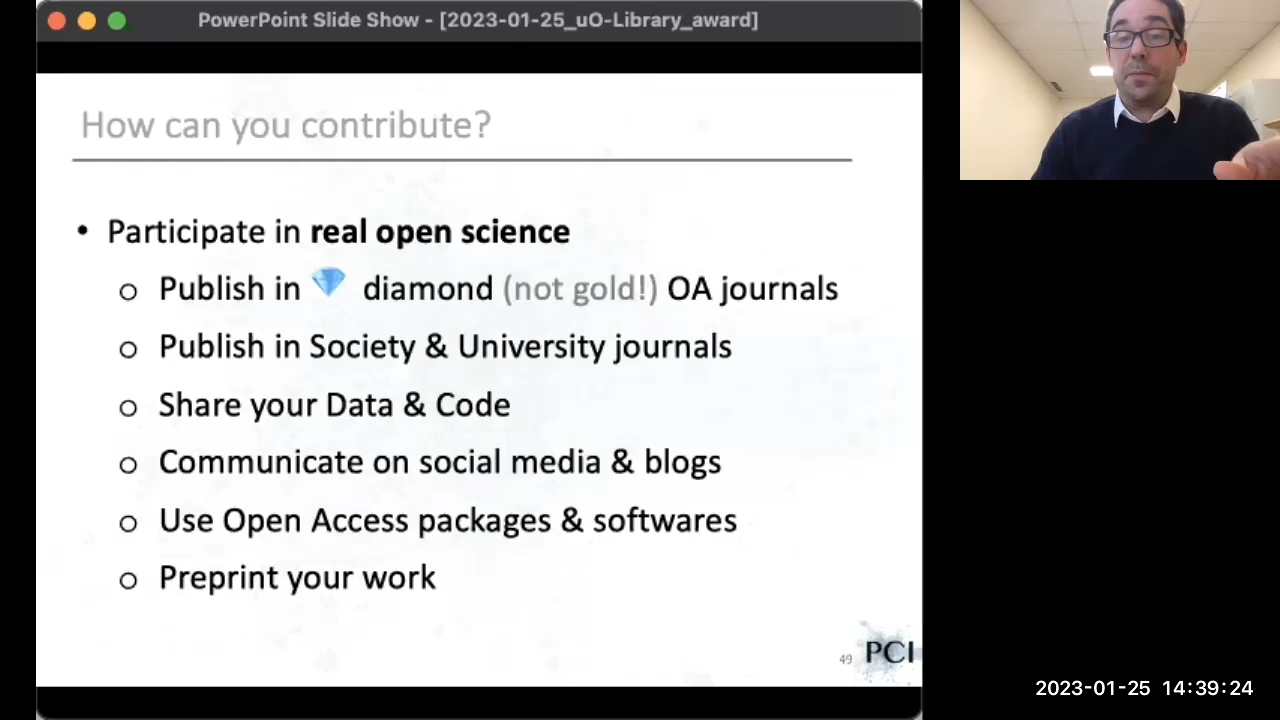 PowerPoint Slide Show - [2023-01-25_uO-Library_award]
How can you contribute?
• Participate in real open science
o Publish in 💎 diamond (not gold!) OA journals
o Publish in Society & University journals
o Share your Data & Code
o Communicate on social media & blogs
o Use Open Access packages & softwares
o Preprint your work
49 PCI
2023-01-25 14:39:24